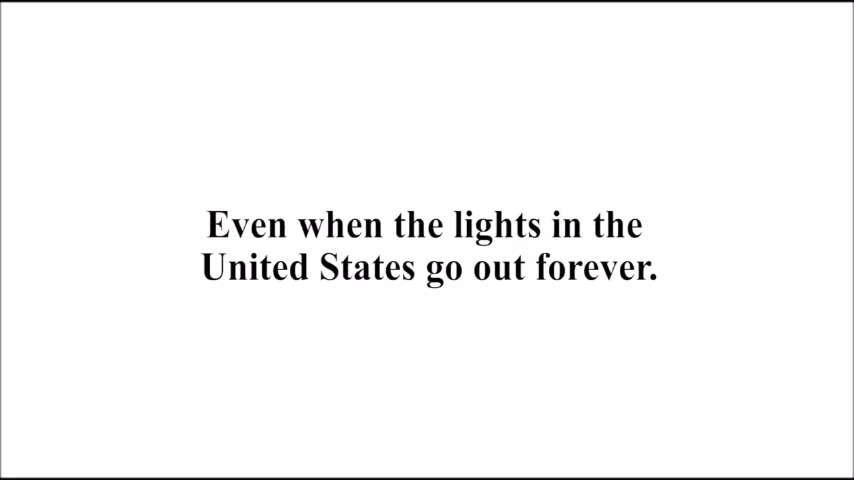 Even when the lights in the
United States go out forever.